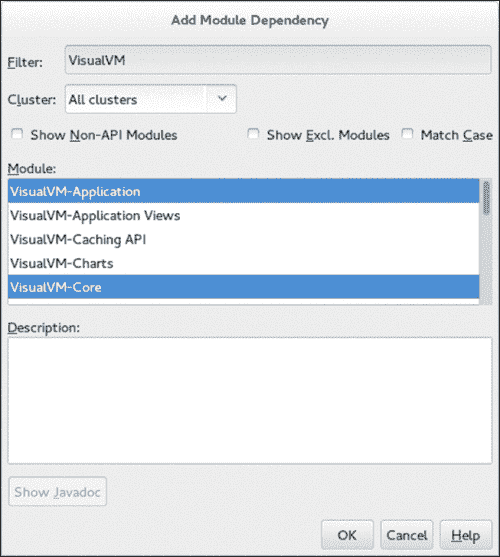 Add Module Dependency
Filter: VisualVM
Cluster: All clusters
Show Non-API Modules Show Excl. Modules Match Case
Module:
VisualVM-Application
VisualVM-Application Views
VisualVM-Caching API
VisualVM-Charts
VisualVM-Core
Description:
Show Javadoc
OK Cancel Help